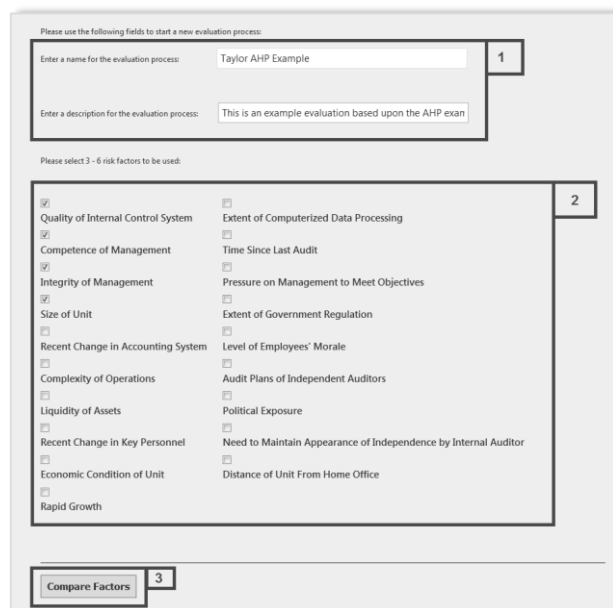 Please use the following fields to start a new evaluation process:
Enter a name for the evaluation process:
Taylor AHP Example
1
Enter a description for the evaluation process:
This is an example evaluation based upon the AHP exam
Please select 3 - 6 risk factors to be used:
2
Quality of Internal Control System
Extent of Computerized Data Processing
Competence of Management
Time Since Last Audit
Integrity of Management
Pressure on Management to Meet Objectives
Size of Unit
Extent of Government Regulation
Recent Change in Accounting System
Level of Employees' Morale
Complexity of Operations
Audit Plans of Independent Auditors
Liquidity of Assets
Political Exposure
Recent Change in Key Personnel
Need to Maintain Appearance of Independence by Internal Auditor
Economic Condition of Unit
Distance of Unit From Home Office
Rapid Growth
Compare Factors
3